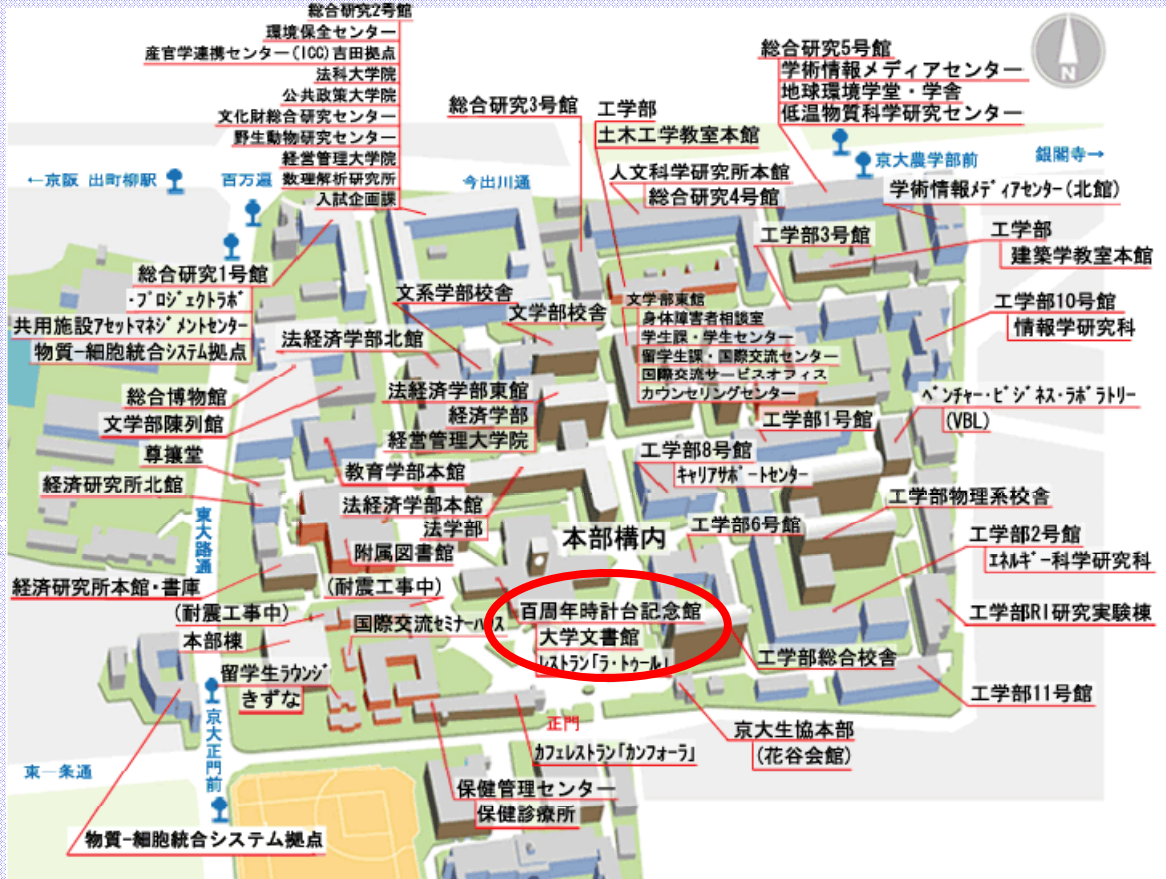 総合研究2号館
環境保全センター
産官学連携センター(ICC)吉田拠点
法科大学院
公共政策大学院
文化財総合研究センター
野生動物研究センター
経営管理大学院
数理解析研究所
入試企画課
総合研究3号館
工学部
土木工学教室本館
人文科学研究所本館
総合研究4号館
総合研究5号館
学術情報メディアセンター
地球環境学堂・学舎
低温物質科学研究センター
N
←京阪 出町柳駅
百万遍
今出川通
京大農学部前
銀閣寺→
学術情報メディアセンター(北館)
工学部3号館
工学部
建築学教室本館
総合研究1号館
・プロジェクトラボ
共用施設アセットマネジメントセンター
物質-細胞統合システム拠点
文系学部校舎
文学部校舎
文学部東館
身体障害者相談室
学生課・学生センター
留学生課・国際交流センター
国際交流サービスオフィス
カウンセリングセンター
工学部10号館
情報学研究科
法経済学部北館
総合博物館
文学部陳列館
法経済学部東館
経済学部
経営管理大学院
工学部1号館
ベンチャー・ビジネス・ラボラトリー
(VBL)
尊攘堂
経済研究所北館
教育学部本館
工学部8号館
キャリアサポートセンター
法経済学部本館
法学部
工学部物理系校舎
東大路通
附属図書館
(耐震工事中)
本部構内
工学部6号館
工学部2号館
エネルギー科学研究科
経済研究所本館・書庫
(耐震工事中)
百周年時計台記念館
大学文書館
レストラン「ラ・トゥール」
工学部RI研究実験棟
本部棟
国際交流セミナーハウス
工学部総合校舎
留学生ラウンジ
きずな
工学部11号館
京大正門前
正門
京大生協本部
(花谷会館)
カフェレストラン「カンフォーラ」
東一条通
保健管理センター
保健診療所
物質-細胞統合システム拠点